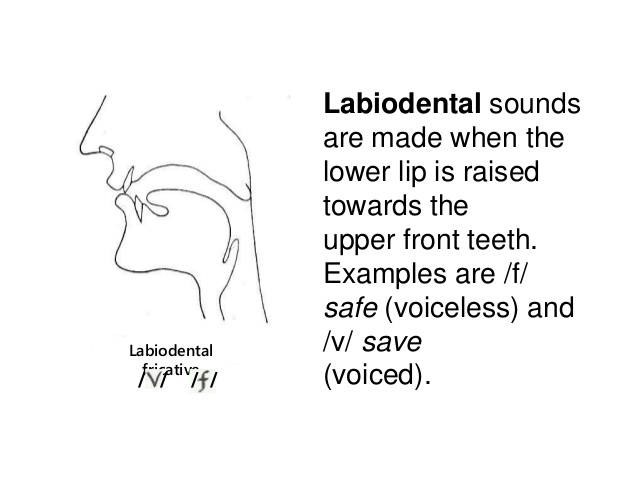 Labiodental sounds
are made when the
lower lip is raised
towards the
upper front teeth.
Examples are /f/
safe (voiceless) and
/v/ save
(voiced).
Labiodental
fricative
/v/ /f/